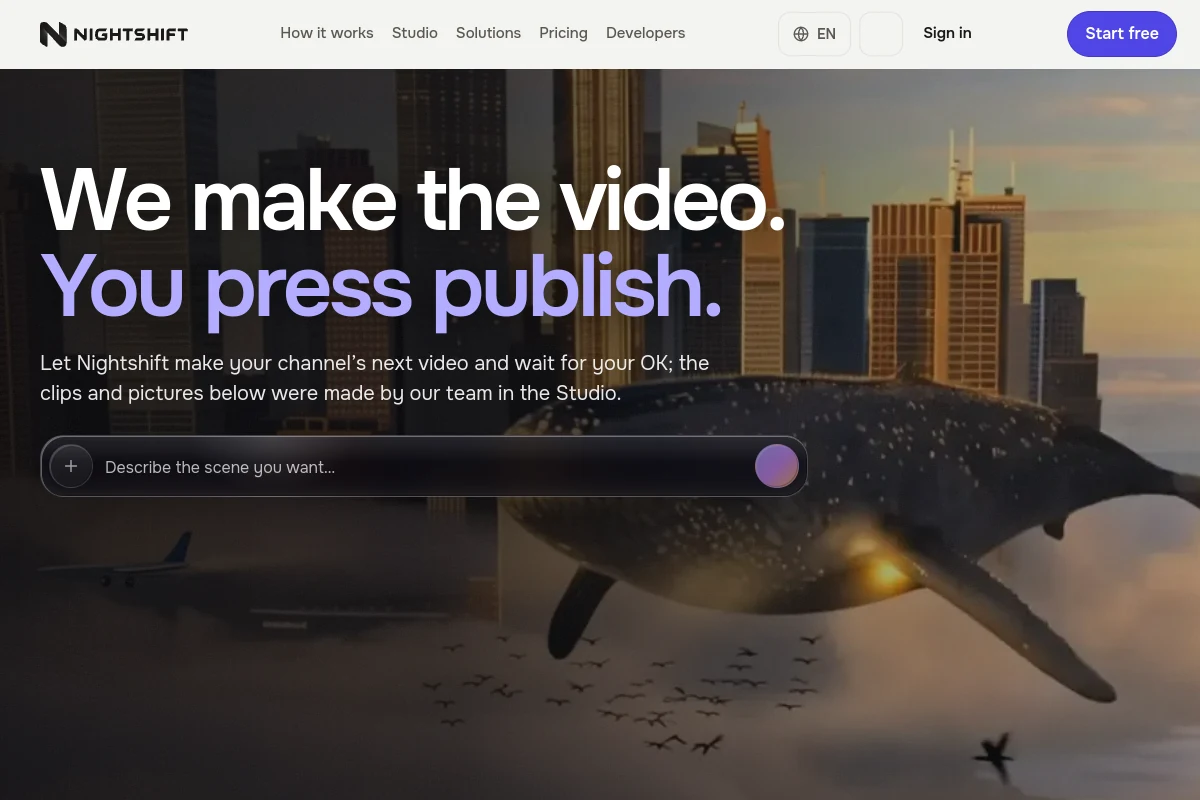 NIGHTSHIFT
How it works
Studio
Solutions
Pricing
Developers
EN
Sign in
Start free
We make the video.
You press publish.
Let Nightshift make your channel’s next video and wait for your OK; the
clips and pictures below were made by our team in the Studio.
Describe the scene you want...